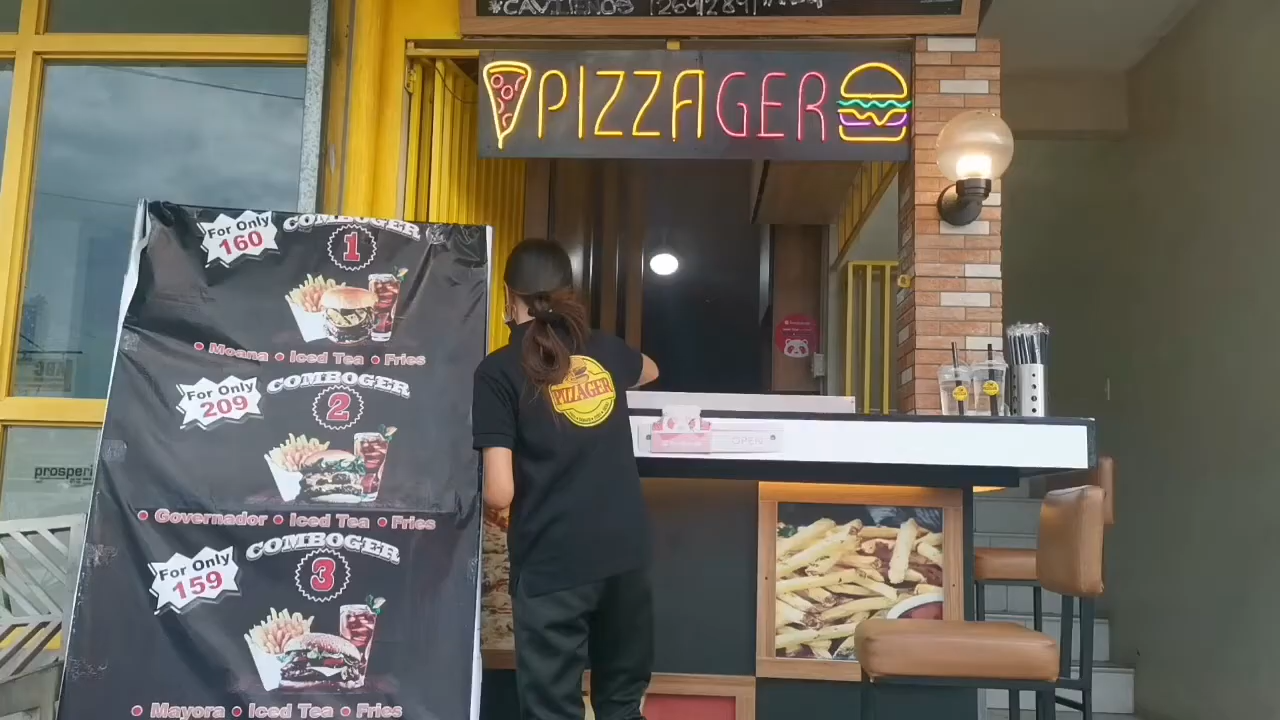 *CAVITEÑOS
PIZZAGER
For Only
160
COMBOGER
1
• Moana • Iced Tea • Fries
For Only
209
COMBOGER
2
• Governador • Iced Tea • Fries
For Only
159
COMBOGER
3
• Mayora • Iced Tea • Fries
PIZZAGER
OPEN
prosperi